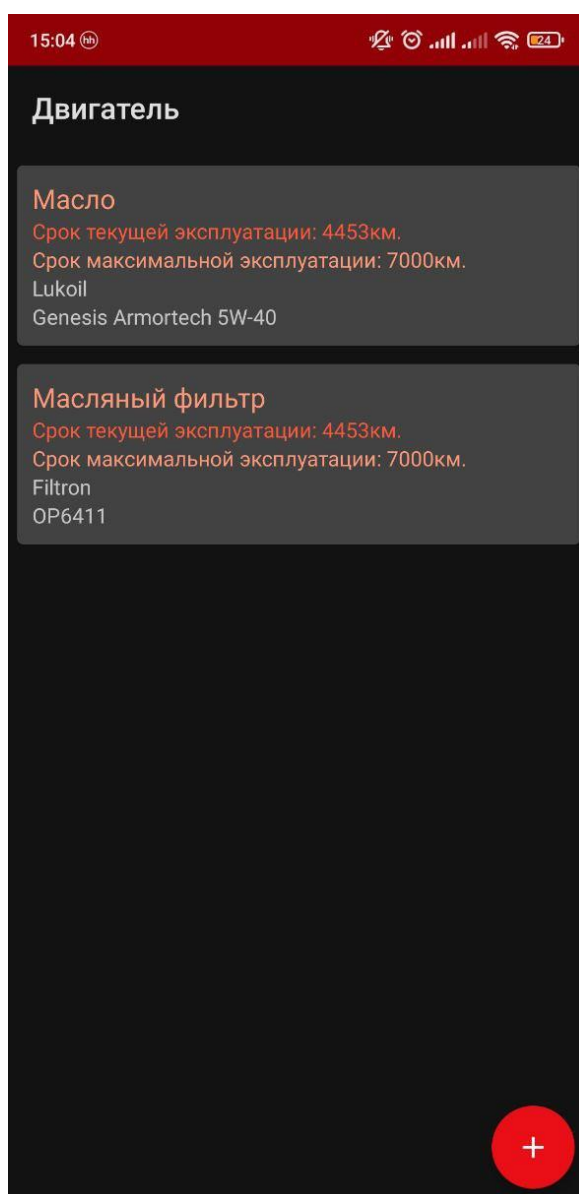 15:04 hh 24
Двигатель
Масло
Срок текущей эксплуатации: 4453км.
Срок максимальной эксплуатации: 7000км.
Lukoil
Genesis Armortech 5W-40
Масляный фильтр
Срок текущей эксплуатации: 4453км.
Срок максимальной эксплуатации: 7000км.
Filtron
OP6411
+